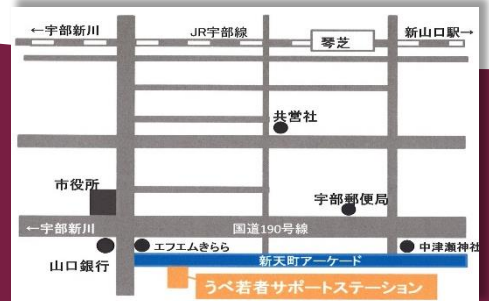 ←宇部新川 JR宇部線 琴芝 新山口駅→
共営社
市役所
宇部郵便局
←宇部新川 国道190号線
エフエムきらら 新天町アーケード 中津瀬神社
山口銀行
うべ若者サポートステーション